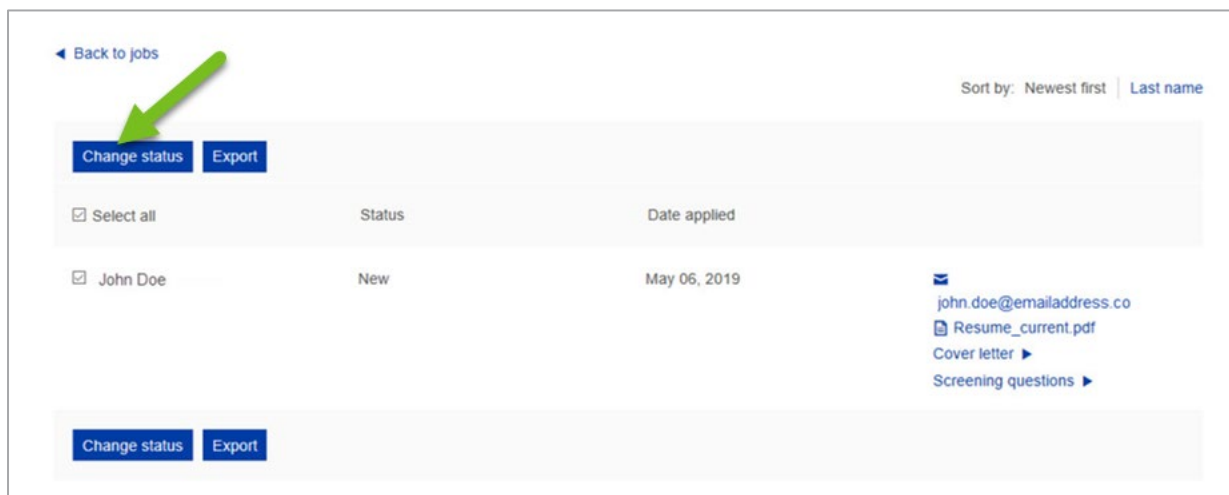 ◄ Back to jobs
Sort by: Newest first | Last name
Change status Export
Select all Status Date applied
John Doe New May 06, 2019
john.doe@emailaddress.co
Resume_current.pdf
Cover letter ►
Screening questions ►
Change status Export